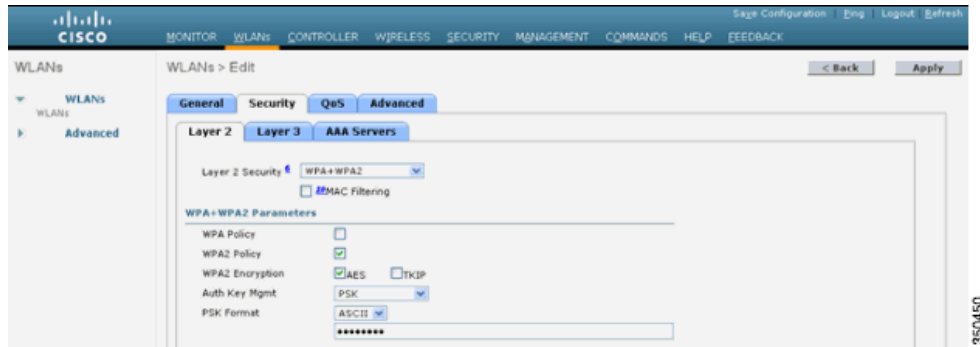 Save Configuration Ping Logout Refresh
CISCO
MONITOR WLANs CONTROLLER WIRELESS SECURITY MANAGEMENT COMMANDS HELP FEEDBACK
WLANs
WLANs > Edit
< Back
Apply
WLANs
WLANs
Advanced
General Security QoS Advanced
Layer 2 Layer 3 AAA Servers
Layer 2 Security 6 WPA+WPA2
MAC Filtering
WPA+WPA2 Parameters
WPA Policy
WPA2 Policy
WPA2 Encryption AES TKIP
Auth Key Mgmt PSK
PSK Format ASCII
••••••••
350450